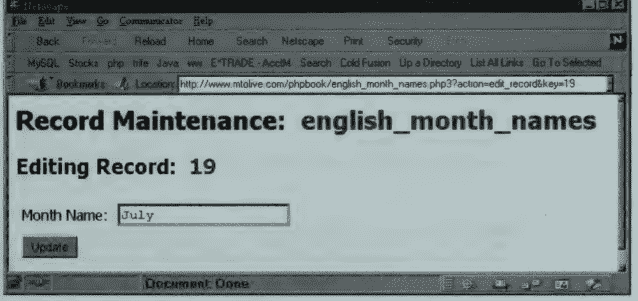 Netscape
File Edit View Go Communicator Help
Back Forward Reload Home Search Netscape Print Security
MySQL Stocks php hie Java ww E*TRADE - AcctM Search Cold Fusion Up a Directory List All Links Go To Selected
Bookmarks Location: http://www.mtolive.com/phpbook/english_month_names.php3?action=edit_record&key=19
Record Maintenance: english_month_names
Editing Record: 19
Month Name: July
Update
Document: Done